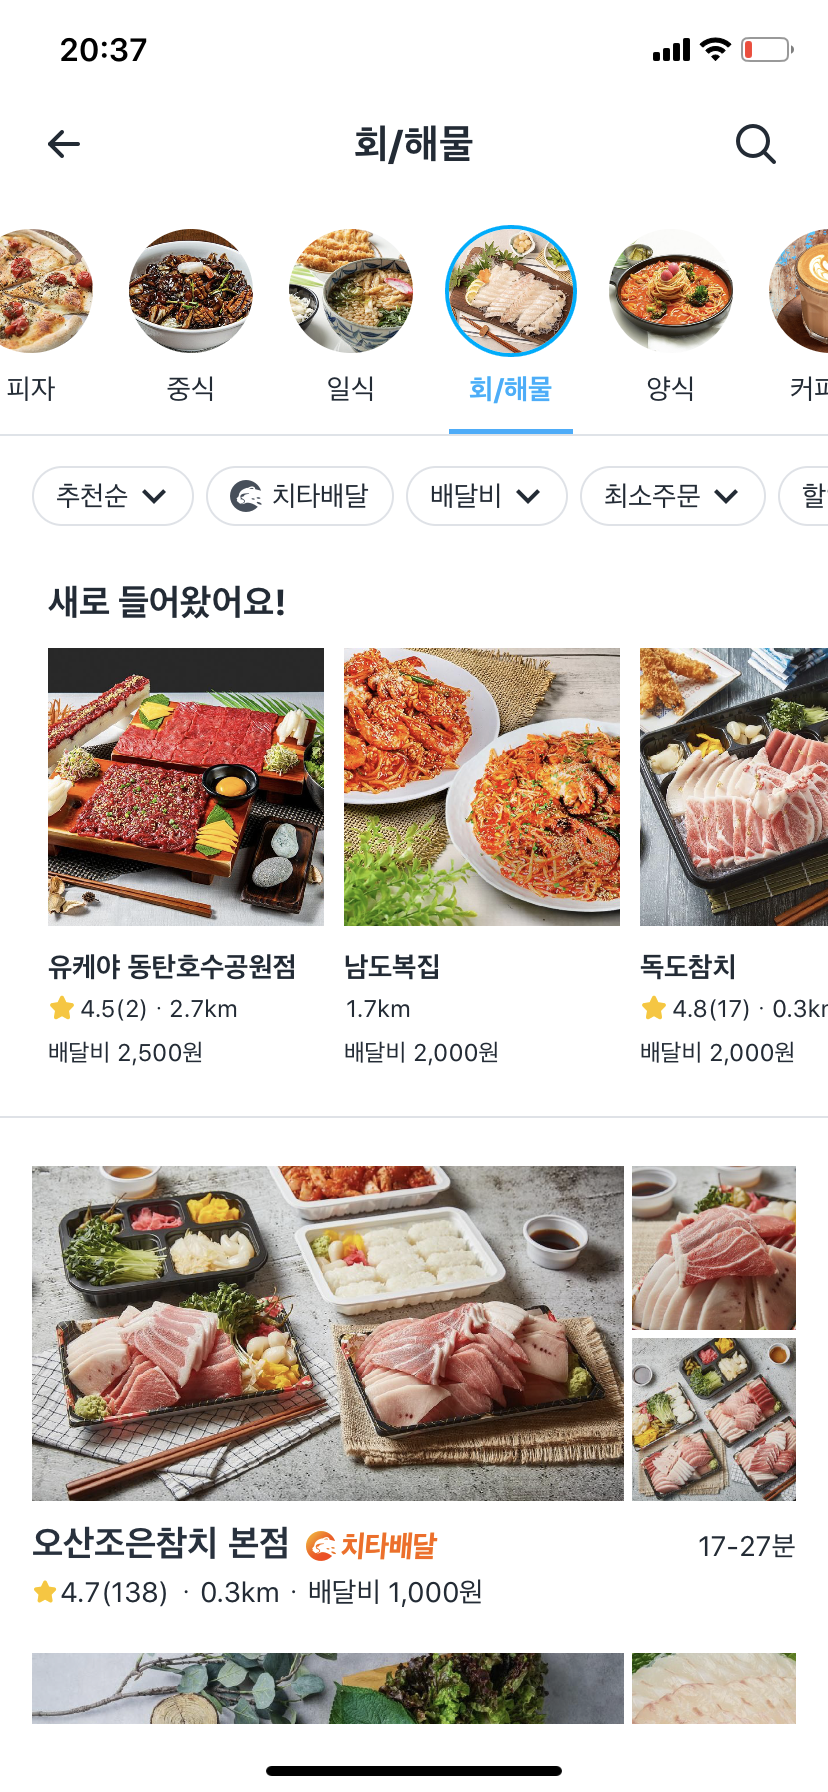 20:37
회/해물
피자
중식
일식
회/해물
양식
커피
추천순
치타배달
배달비
최소주문
새로 들어왔어요!
유케야 동탄호수공원점
4.5(2) · 2.7km
배달비 2,500원
남도복집
1.7km
배달비 2,000원
독도참치
4.8(17) · 0.3km
배달비 2,000원
오산조은참치 본점 치타배달
17-27분
4.7(138) · 0.3km · 배달비 1,000원